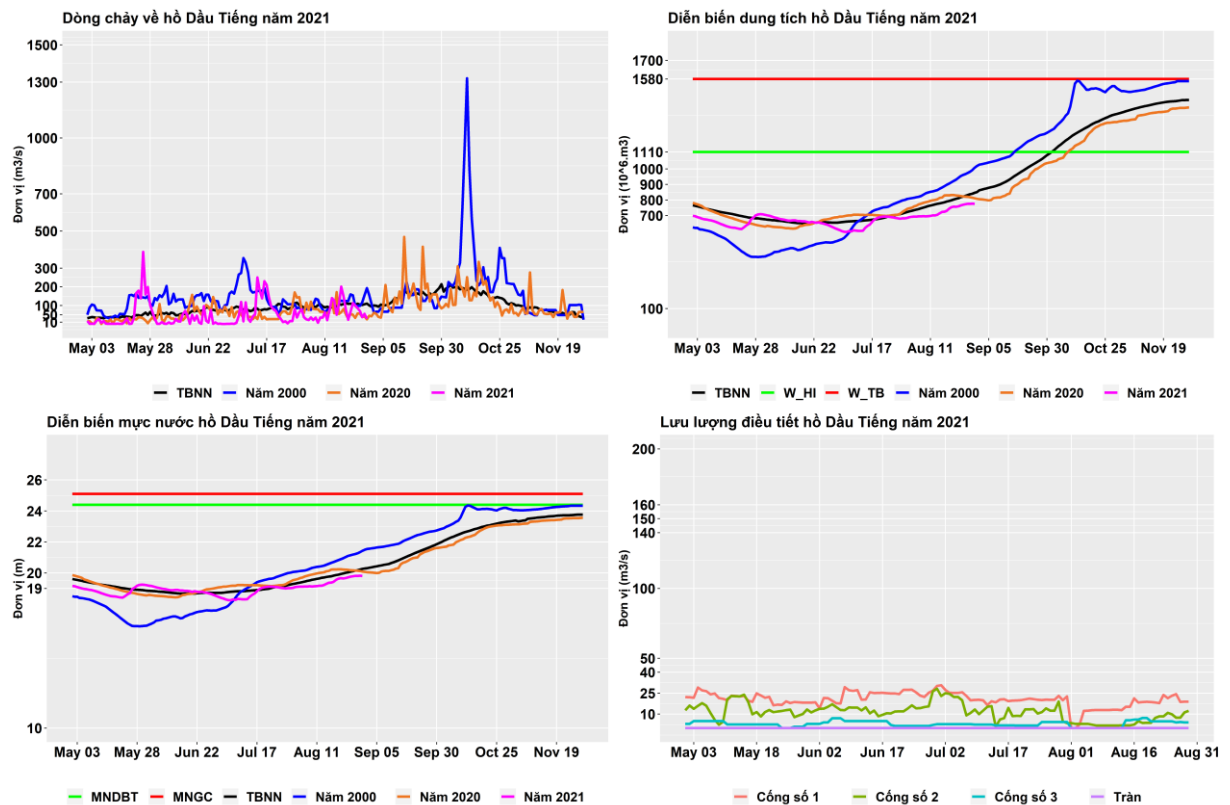 Dòng chảy về hồ Dầu Tiếng năm 2021
Đơn vị (m3/s)
1500
1300
1000
700
500
300
200
100
50
10
May 03 May 28 Jun 22 Jul 17 Aug 11 Sep 05 Sep 30 Oct 25 Nov 19
TBNN Năm 2000 Năm 2020 Năm 2021
Diễn biến dung tích hồ Dầu Tiếng năm 2021
Đơn vị (10^6.m3)
1700
1580
1110
1000
900
800
700
100
May 03 May 28 Jun 22 Jul 17 Aug 11 Sep 05 Sep 30 Oct 25 Nov 19
TBNN W_HI W_TB Năm 2000 Năm 2020 Năm 2021
Diễn biến mực nước hồ Dầu Tiếng năm 2021
Đơn vị (m)
26
24
22
20
19
10
May 03 May 28 Jun 22 Jul 17 Aug 11 Sep 05 Sep 30 Oct 25 Nov 19
MNDBT MNGC TBNN Năm 2000 Năm 2020 Năm 2021
Lưu lượng điều tiết hồ Dầu Tiếng năm 2021
Đơn vị (m3/s)
200
160
150
140
100
50
40
25
10
May 03 May 18 Jun 02 Jun 17 Jul 02 Jul 17 Aug 01 Aug 16 Aug 31
Cống số 1 Cống số 2 Cống số 3 Tràn